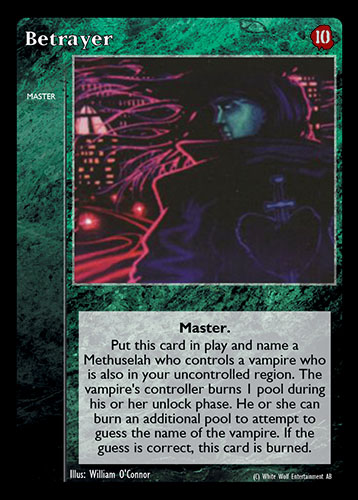 Betrayer
10
MASTER
Master.
Put this card in play and name a
Methuselah who controls a vampire who
is also in your uncontrolled region. The
vampire's controller burns 1 pool during
his or her unlock phase. He or she can
burn an additional pool to attempt to
guess the name of the vampire. If the
guess is correct, this card is burned.
Illus: William O'Connor
(C) White Wolf Entertainment AB